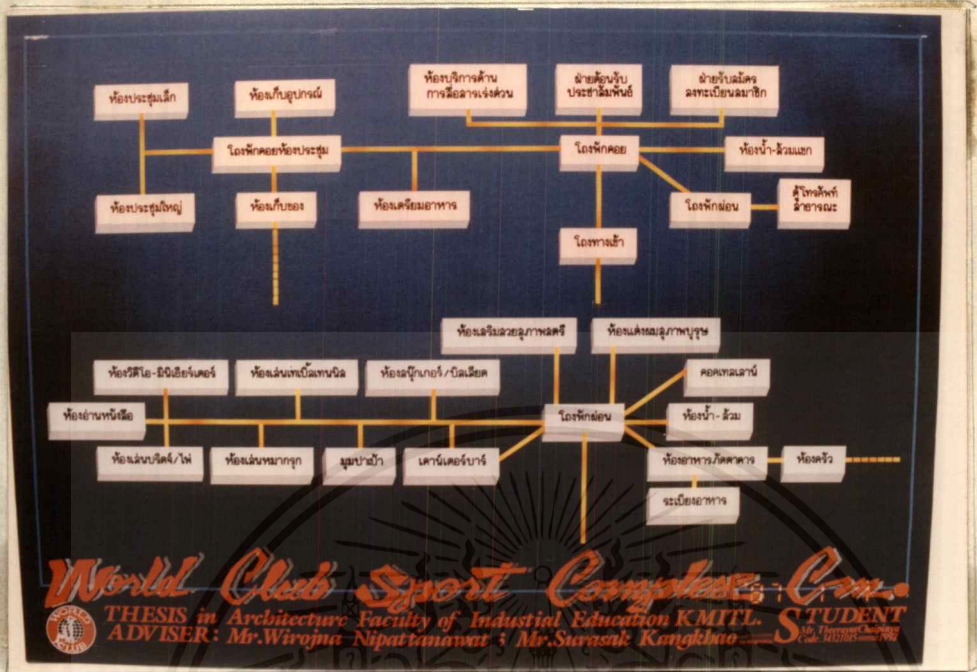 ห้องประชุมเล็ก
ห้องเก็บอุปกรณ์
ห้องบริการด้าน
การสื่อสารเร่งด่วน
ฝ่ายต้อนรับ
ประชาสัมพันธ์
ฝ่ายรับสมัคร
ลงทะเบียนสมาชิก
โถงพักคอยห้องประชุม
โถงพักคอย
ห้องน้ำ-ส้วมแขก
ห้องประชุมใหญ่
ห้องเก็บของ
ห้องเตรียมอาหาร
โถงพักผ่อน
ตู้โทรศัพท์
สาธารณะ
โถงทางเข้า
ห้องเสริมสวยสุภาพสตรี
ห้องแต่งผมสุภาพบุรุษ
ห้องวีดีโอ-มินิเธียร์เตอร์
ห้องเล่นเทเบิ้ลเทนนิส
ห้องสนุ๊กเกอร์/บิลเลียด
คอคเทลเลาน์
ห้องอ่านหนังสือ
โถงพักผ่อน
ห้องน้ำ-ส้วม
ห้องเล่นบริดจ์/ไพ่
ห้องเล่นหมากรุก
มุมปาเป้า
เคาน์เตอร์บาร์
ห้องอาหารภัตตาคาร
ห้องครัว
ระเบียงอาหาร
World Club Sport Complex Cm.
THESIS in Architecture Faculty of Industial Education KMITL.
ADVISER: Mr.Wirojna Nipattanawat ; Mr.Surasak Kangkhao
STUDENT
WORLD